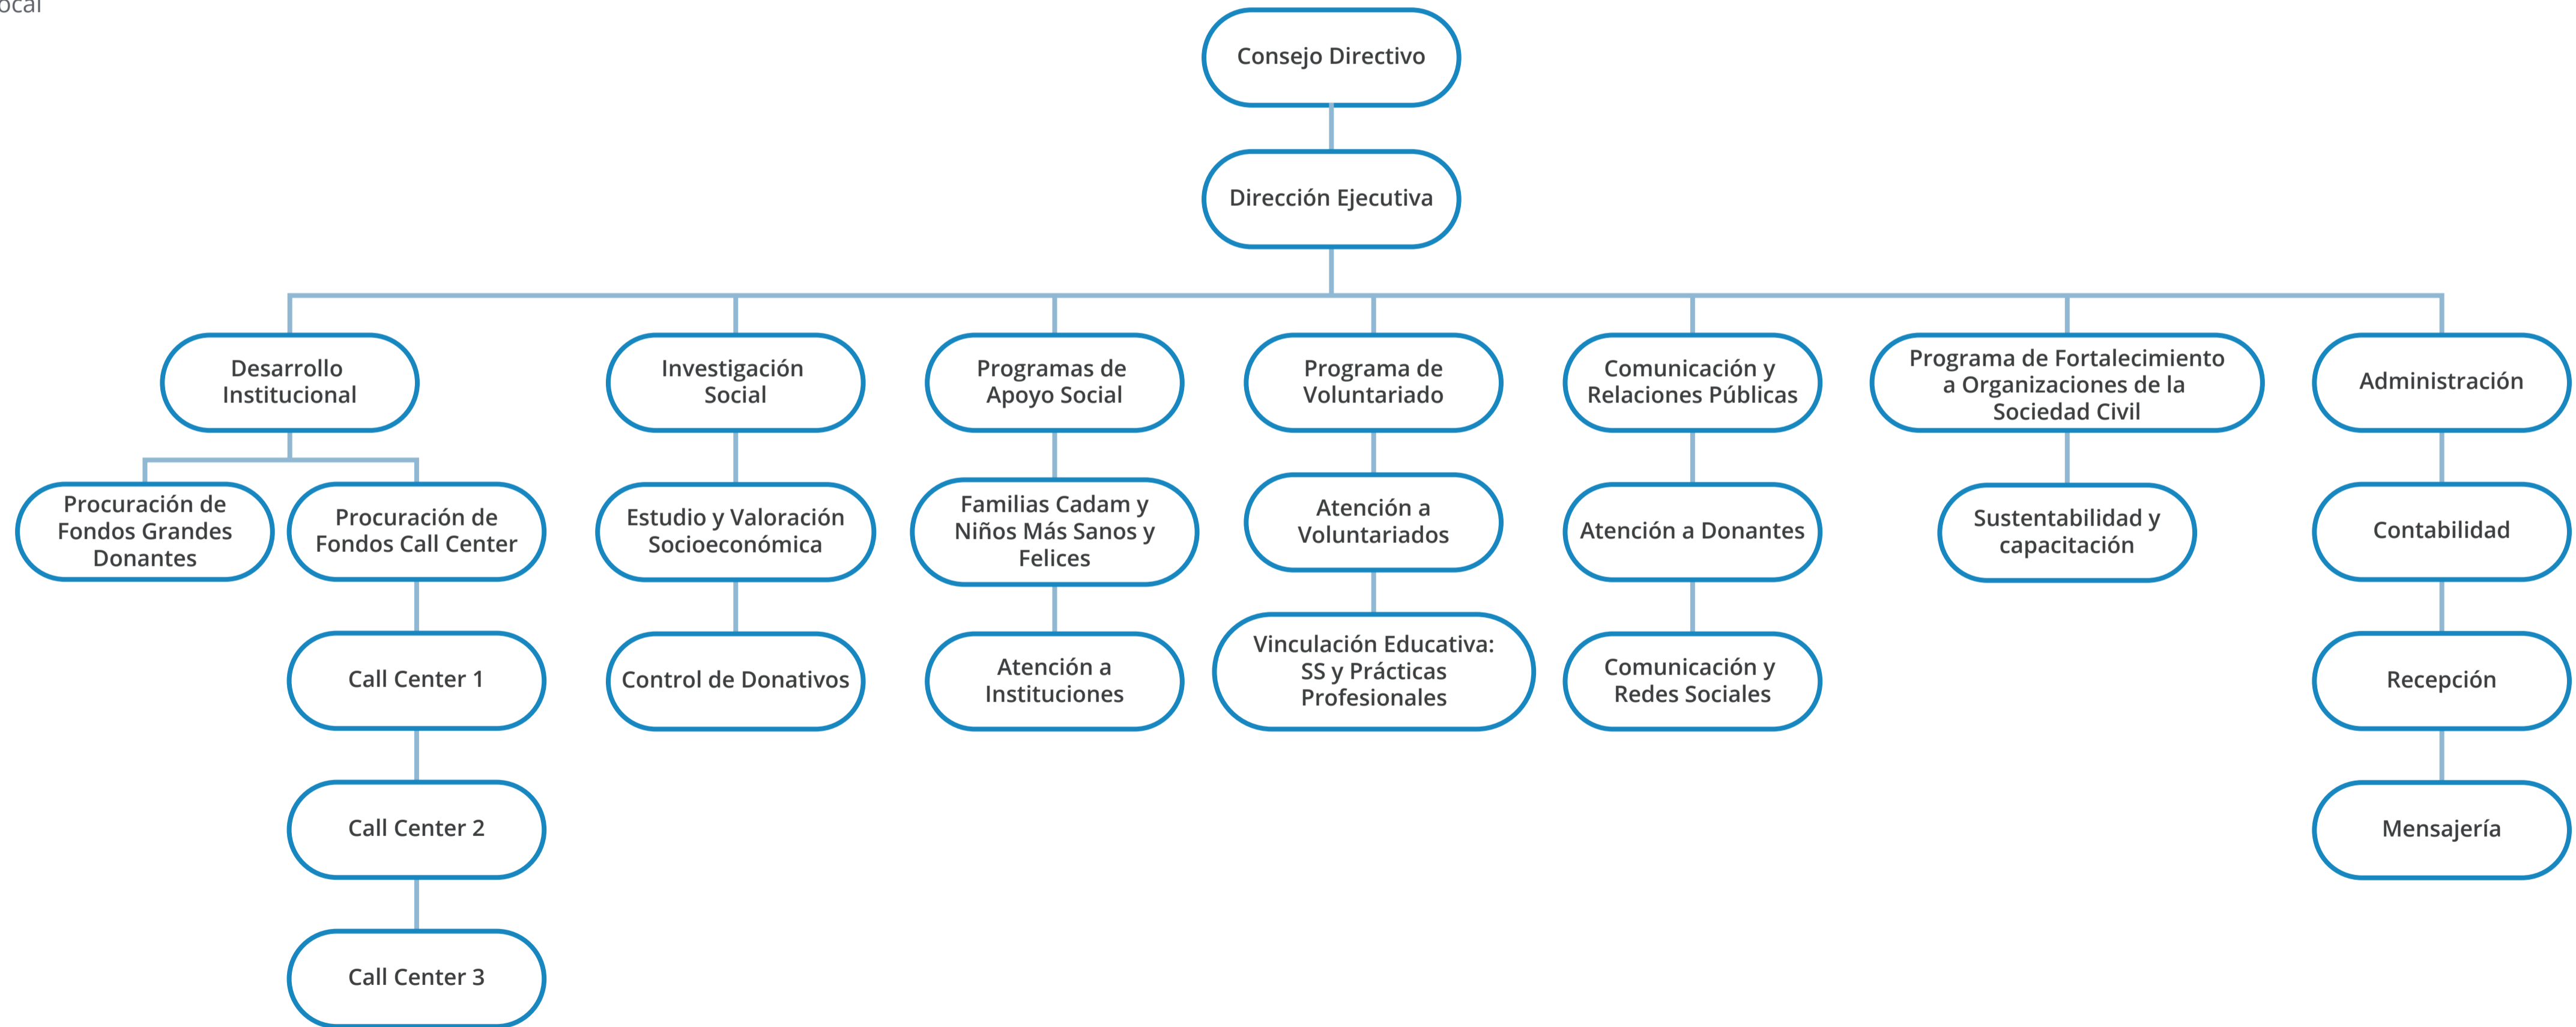 Consejo Directivo
Dirección Ejecutiva
Desarrollo
Institucional
Investigación
Social
Programas de
Apoyo Social
Programa de
Voluntariado
Comunicación y
Relaciones Públicas
Programa de Fortalecimiento
a Organizaciones de la
Sociedad Civil
Administración
Procuración de
Fondos Grandes
Donantes
Procuración de
Fondos Call Center
Estudio y Valoración
Socioeconómica
Familias Cadam y
Niños Más Sanos y
Felices
Atención a
Voluntariados
Atención a Donantes
Sustentabilidad y
capacitación
Contabilidad
Call Center 1
Control de Donativos
Atención a
Instituciones
Vinculación Educativa:
SS y Prácticas
Profesionales
Comunicación y
Redes Sociales
Recepción
Call Center 2
Mensajería
Call Center 3